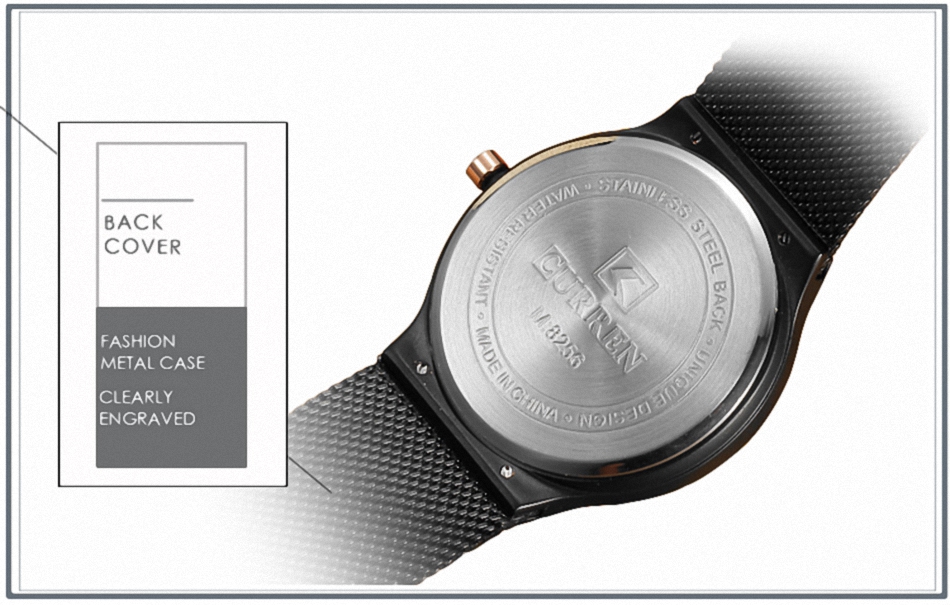 BACK
COVER
FASHION
METAL CASE
CLEARLY
ENGRAVED
WATER RESISTANT • STAINLESS STEEL BACK • UNIQUE DESIGN • MADE IN CHINA •
CURREN
M:8256